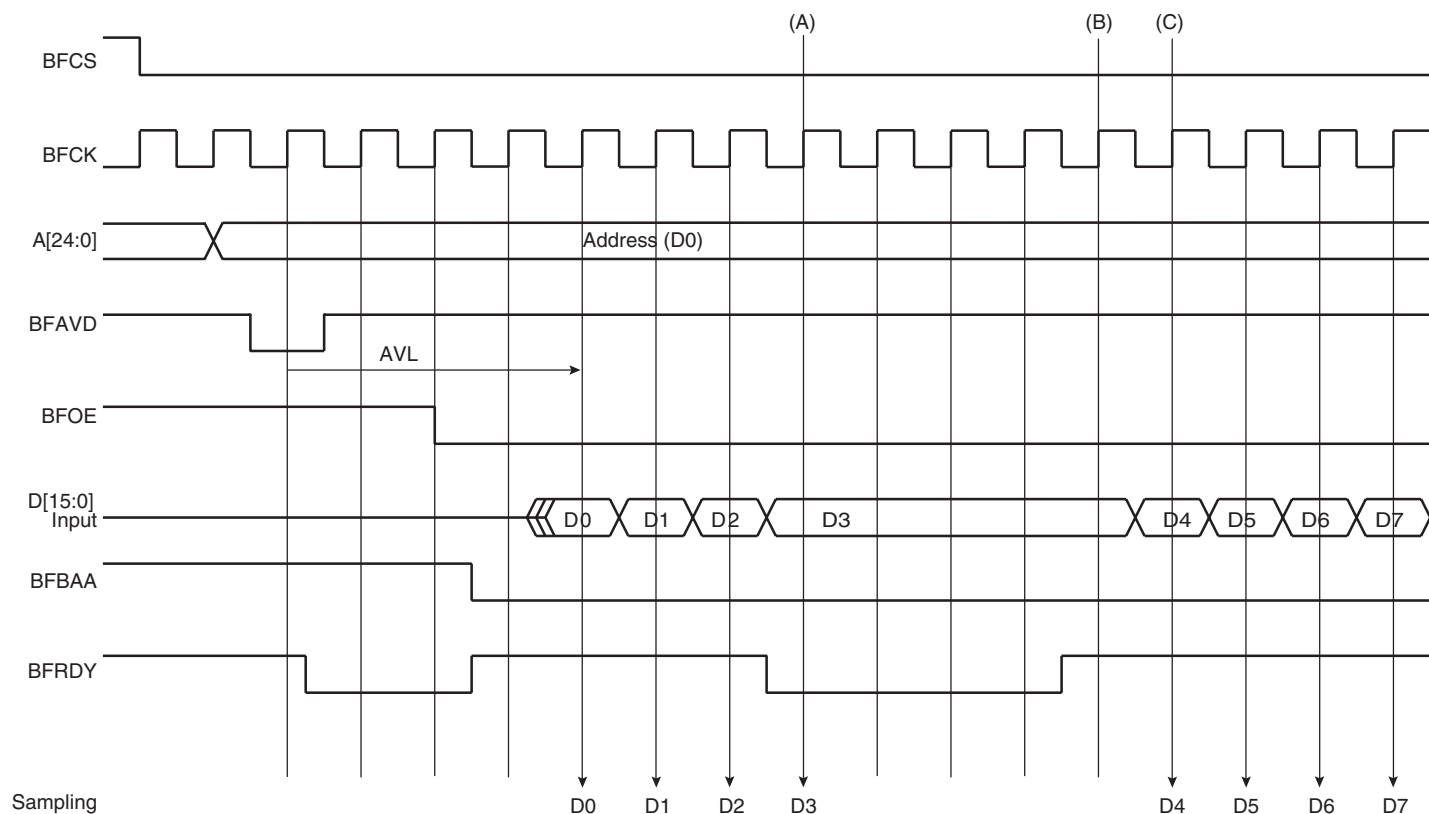 (A) (B) (C)
BFCS
BFCK
A[24:0] Address (D0)
BFAVD
AVL
BFOE
D[15:0]
Input D0 D1 D2 D3 D4 D5 D6 D7
BFBAA
BFRDY
Sampling D0 D1 D2 D3 D4 D5 D6 D7